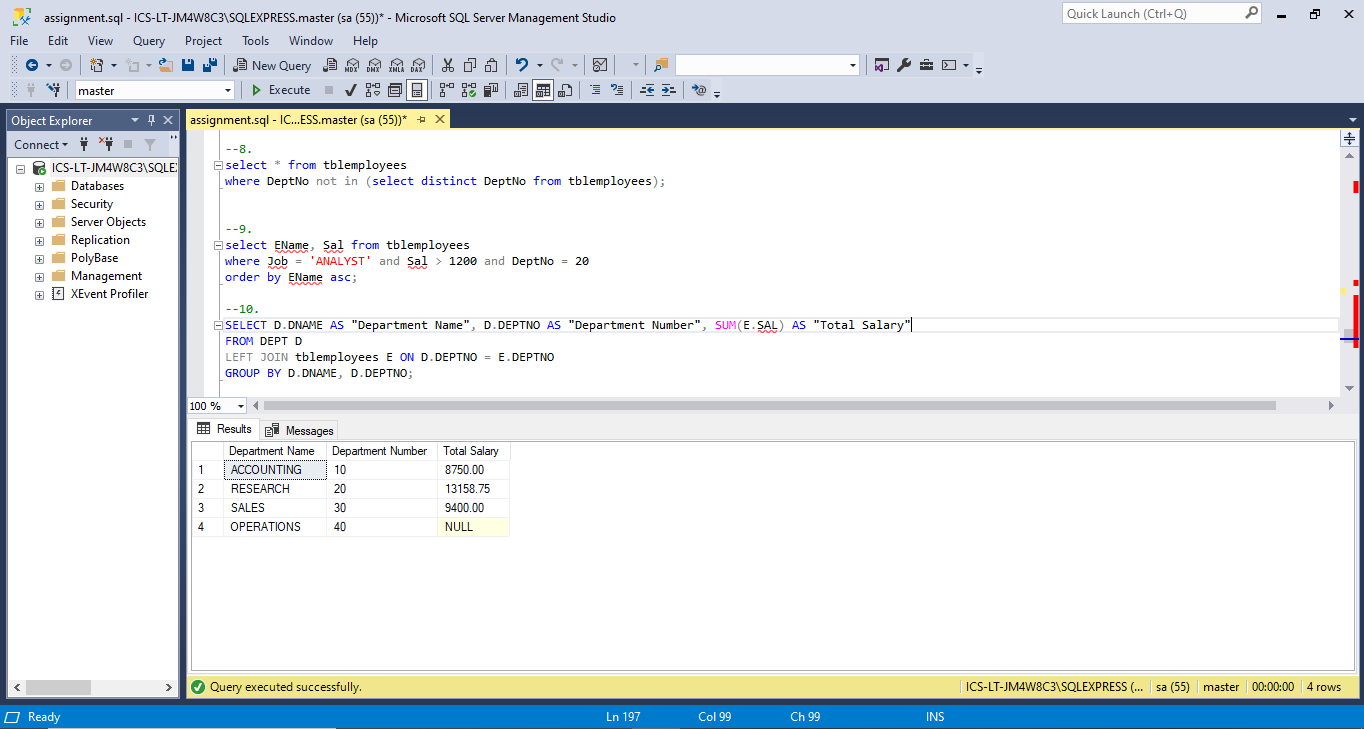 assignment.sql - ICS-LT-JM4W8C3\SQLEXPRESS.master (sa (55))* - Microsoft SQL Server Management Studio
Quick Launch (Ctrl+Q)
File Edit View Query Project Tools Window Help
New Query MDX DMX XMLA DAX
master Execute
Object Explorer
assignment.sql - IC...ESS.master (sa (55))*
Connect
ICS-LT-JM4W8C3\SQLE
Databases
Security
Server Objects
Replication
PolyBase
Management
XEvent Profiler
--8.
select * from tblemployees
where DeptNo not in (select distinct DeptNo from tblemployees);
--9.
select EName, Sal from tblemployees
where Job = 'ANALYST' and Sal > 1200 and DeptNo = 20
order by EName asc;
--10.
SELECT D.DNAME AS "Department Name", D.DEPTNO AS "Department Number", SUM(E.SAL) AS "Total Salary"
FROM DEPT D
LEFT JOIN tblemployees E ON D.DEPTNO = E.DEPTNO
GROUP BY D.DNAME, D.DEPTNO;
100 %
Results Messages
Department Name Department Number Total Salary
1 ACCOUNTING 10 8750.00
2 RESEARCH 20 13158.75
3 SALES 30 9400.00
4 OPERATIONS 40 NULL
Query executed successfully. ICS-LT-JM4W8C3\SQLEXPRESS (... sa (55) master 00:00:00 4 rows
Ready Ln 197 Col 99 Ch 99 INS